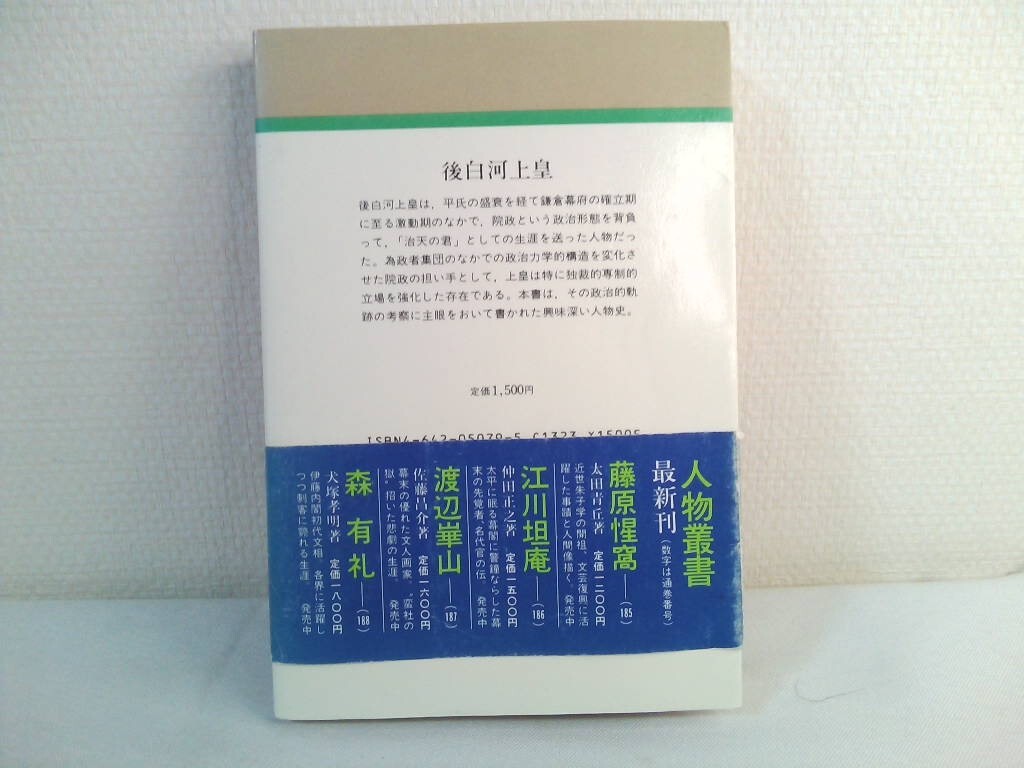 後白河上皇
後白河上皇は，平氏の盛衰を経て鎌倉幕府の確立期
に至る激動期のなかで，院政という政治形態を背負
って，「治天の君」としての生涯を送った人物だっ
た。為政者集団のなかでの政治力学的構造を変化さ
せた院政の担い手として，上皇は特に独裁的専制的
立場を強化した存在である。本書は，その政治的軌
跡の考察に主眼をおいて書かれた興味深い人物史。
定価1,500円
ISBN4-642-05079-5 C1323 ¥1500E
人物叢書
最新刊（数字は通巻番号）
藤原惺窩──(185)
太田青丘著 定価一二〇〇円
近世朱子学の開祖、文芸復興に活
躍した事蹟と人間像描く。発売中
江川坦庵──(186)
仲田正之著 定価一五〇〇円
太平に眠る幕閣に警鐘ならした幕
末の先覚者、名代官の伝。発売中
渡辺崋山──(187)
佐藤昌介著 定価一六〇〇円
幕末の優れた文人画家、〝蛮社の
獄〟招いた悲劇の生涯。 発売中
森 有礼──(188)
犬塚孝明著 定価一八〇〇円
伊藤内閣初代文相 各界に活躍し
つつ刺客に斃れる生涯 発売中